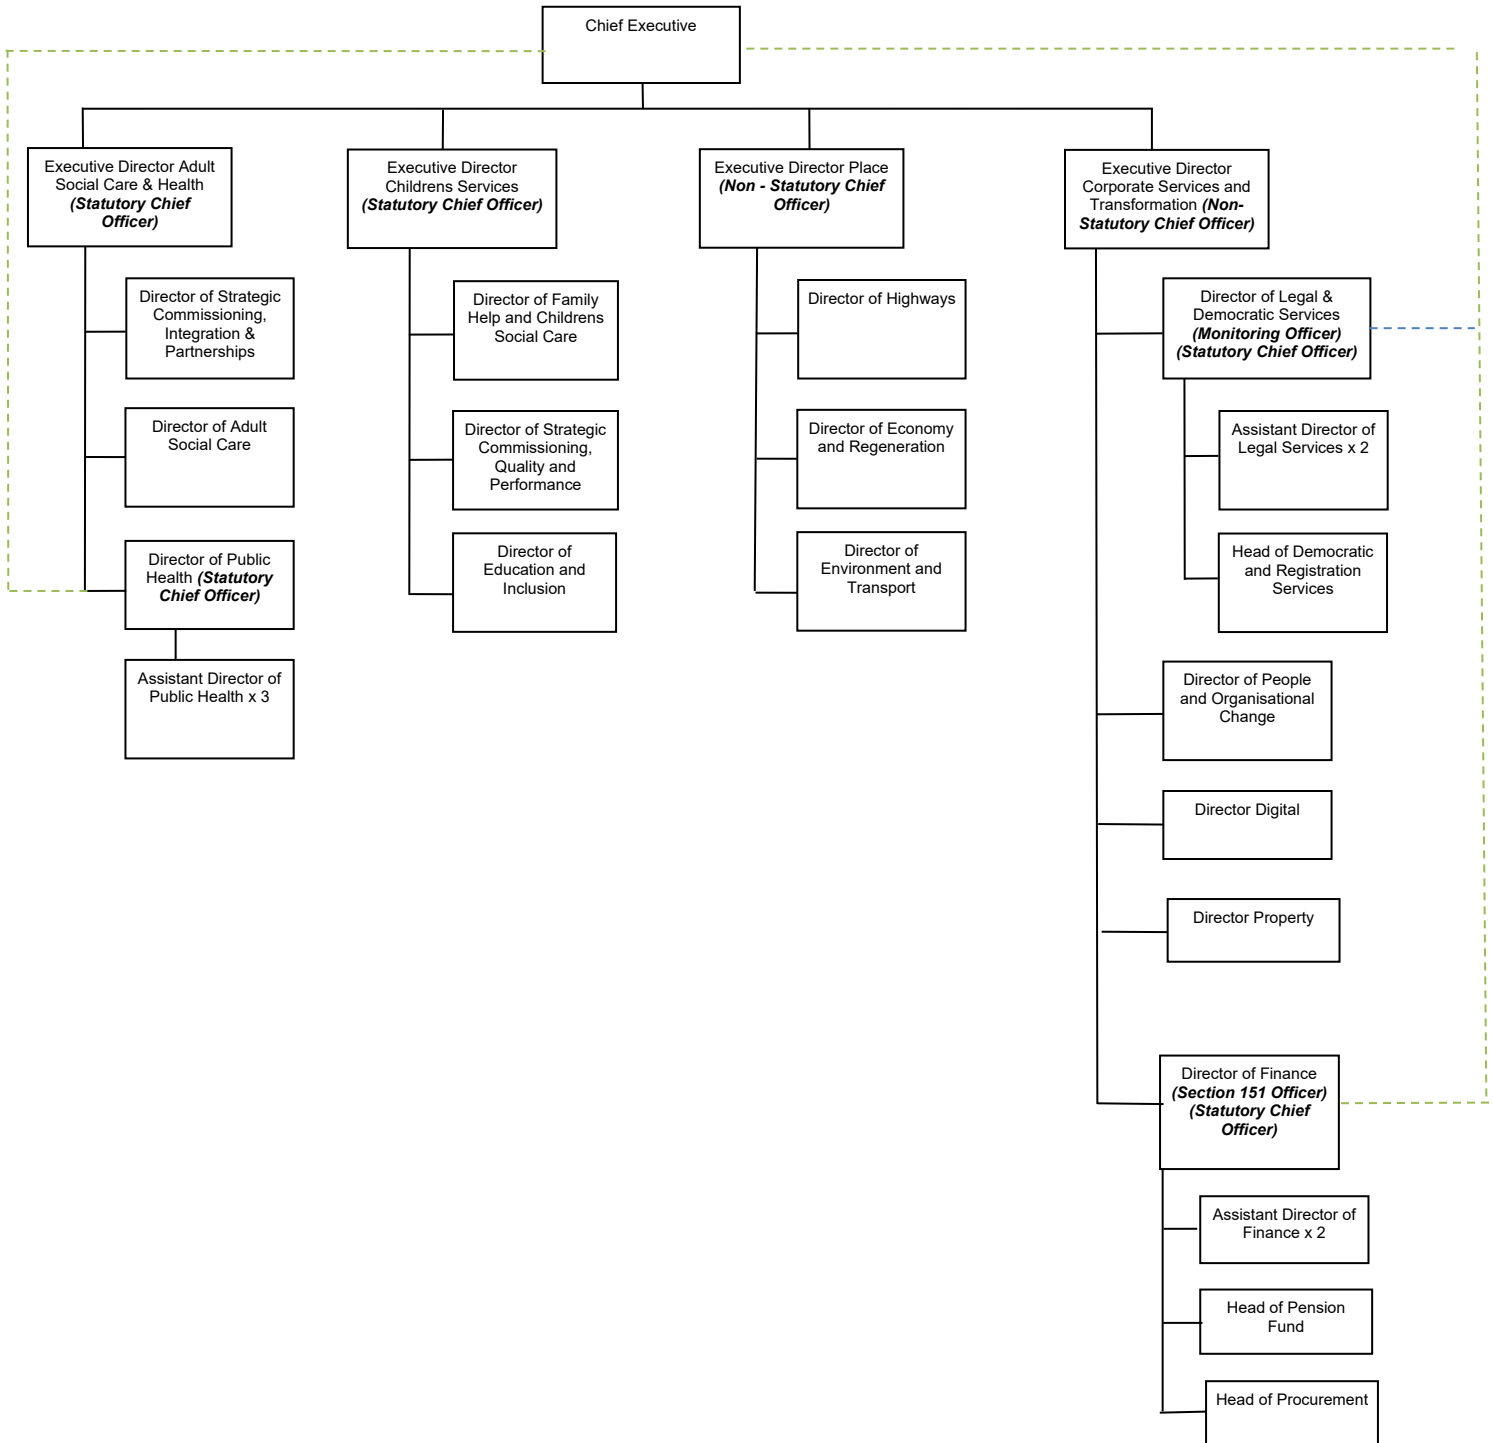 Chief Executive
Executive Director Adult
Social Care & Health
(Statutory Chief
Officer)
Director of Strategic
Commissioning,
Integration &
Partnerships
Director of Adult
Social Care
Director of Public
Health (Statutory
Chief Officer)
Assistant Director of
Public Health x 3
Executive Director
Childrens Services
(Statutory Chief Officer)
Director of Family
Help and Childrens
Social Care
Director of Strategic
Commissioning,
Quality and
Performance
Director of
Education and
Inclusion
Executive Director Place
(Non - Statutory Chief
Officer)
Director of Highways
Director of Economy
and Regeneration
Director of
Environment and
Transport
Executive Director
Corporate Services and
Transformation (Non-
Statutory Chief Officer)
Director of Legal &
Democratic Services
(Monitoring Officer)
(Statutory Chief Officer)
Assistant Director of
Legal Services x 2
Head of Democratic
and Registration
Services
Director of People
and Organisational
Change
Director Digital
Director Property
Director of Finance
(Section 151 Officer)
(Statutory Chief
Officer)
Assistant Director of
Finance x 2
Head of Pension
Fund
Head of Procurement